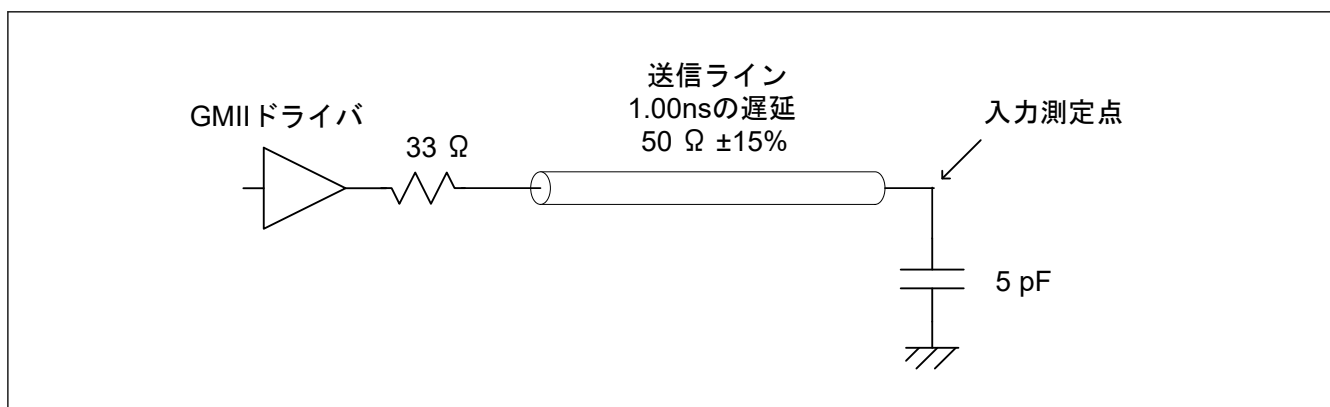 送信ライン
1.00nsの遅延
50 Ω ±15%
GMIIドライバ
33 Ω
入力測定点
5 pF